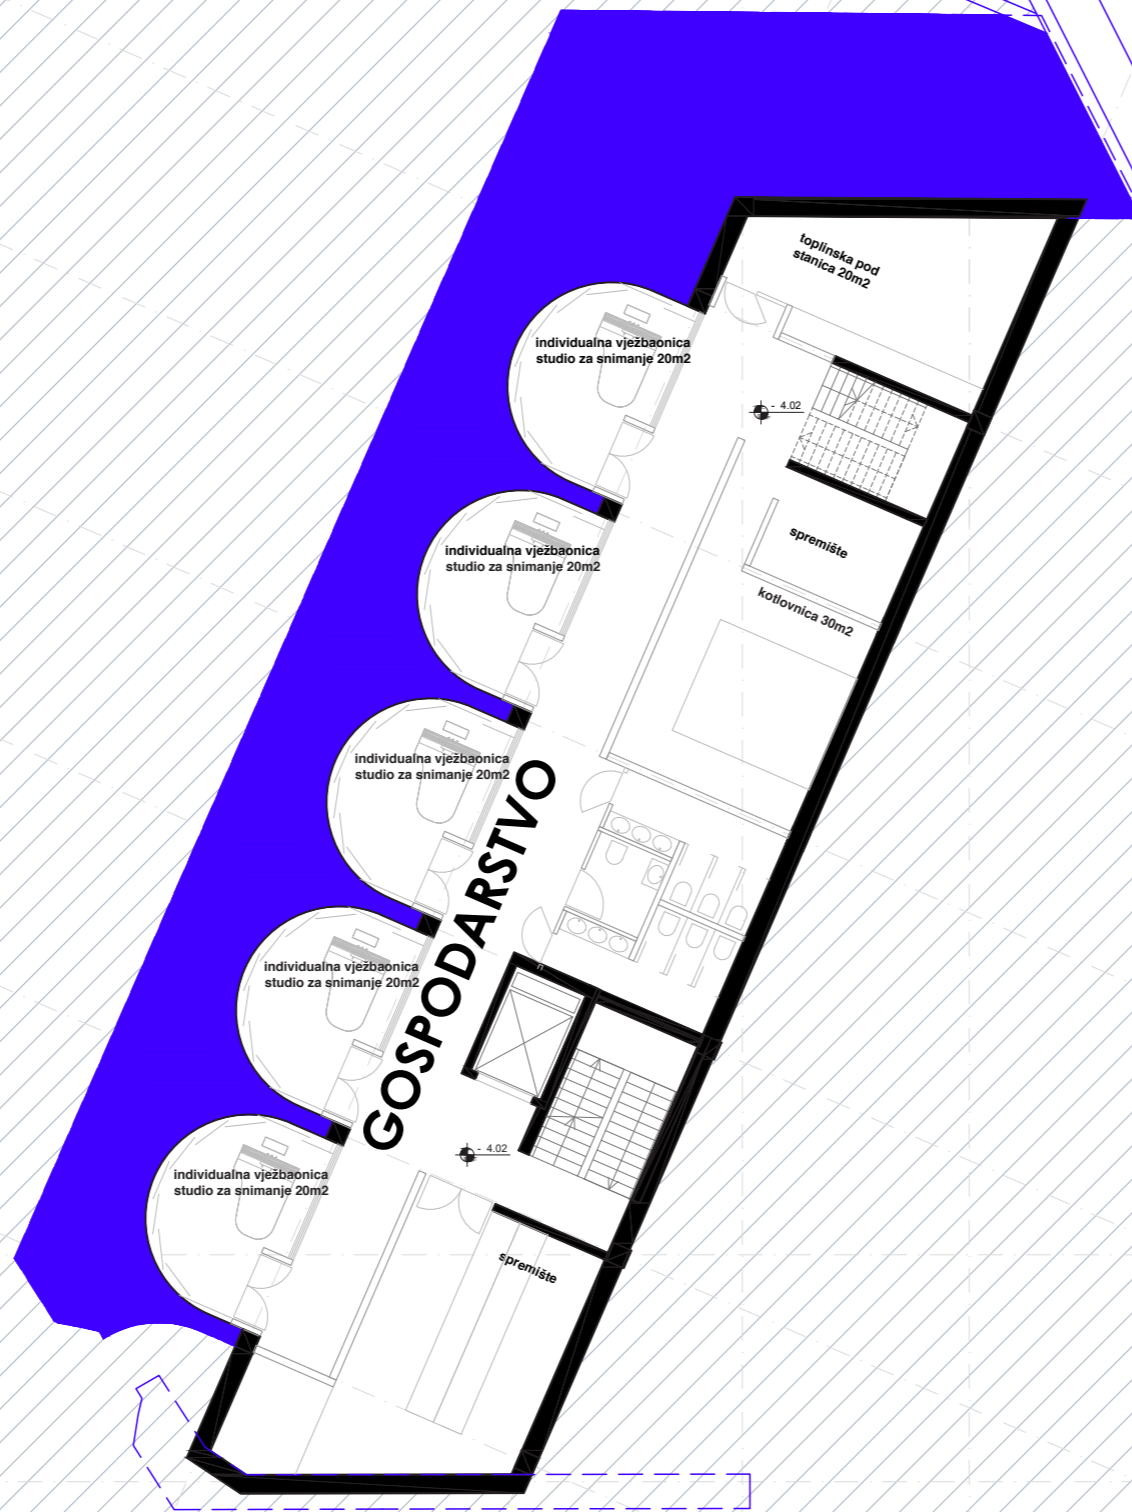 toplinska pod
stanica 20m2
individualna vježbaonica
studio za snimanje 20m2
- 4.02
spremište
individualna vježbaonica
studio za snimanje 20m2
kotlovnica 30m2
individualna vježbaonica
studio za snimanje 20m2
GOSPODARSTVO
individualna vježbaonica
studio za snimanje 20m2
- 4.02
individualna vježbaonica
studio za snimanje 20m2
spremište